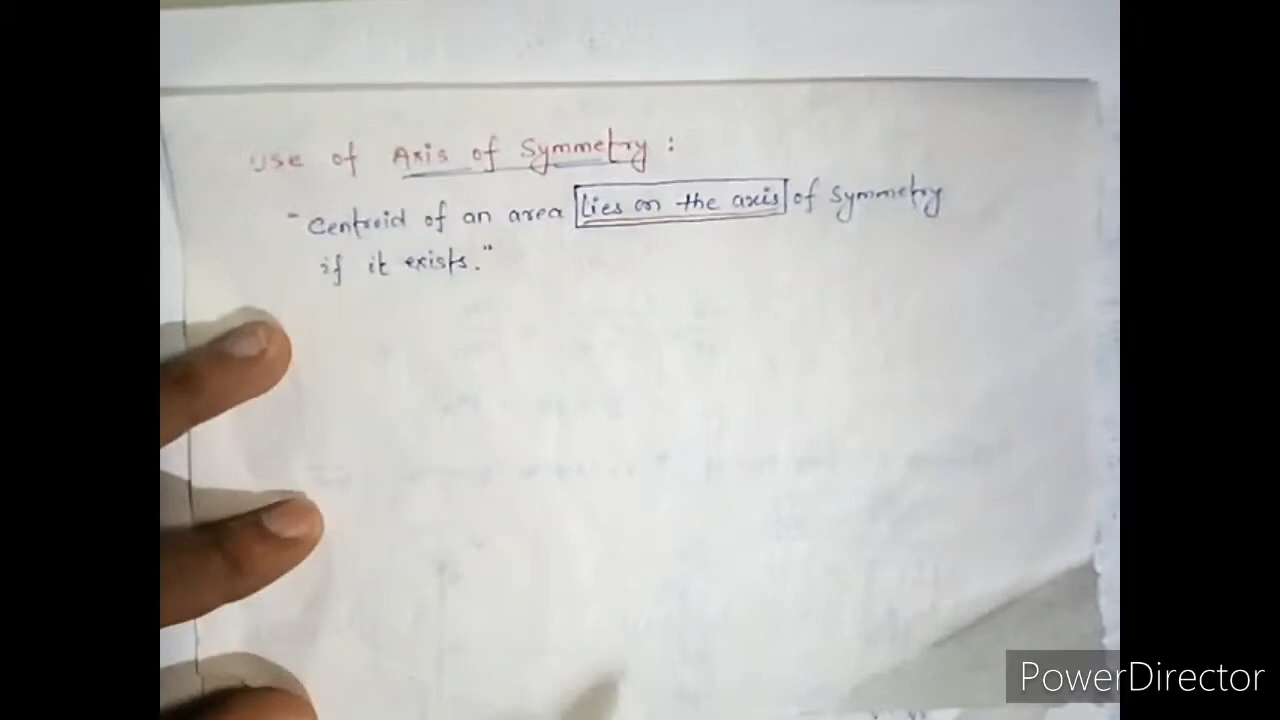 Use of Axis of Symmetry :
"Centroid of an area lies on the axis of symmetry
if it exists."
PowerDirector